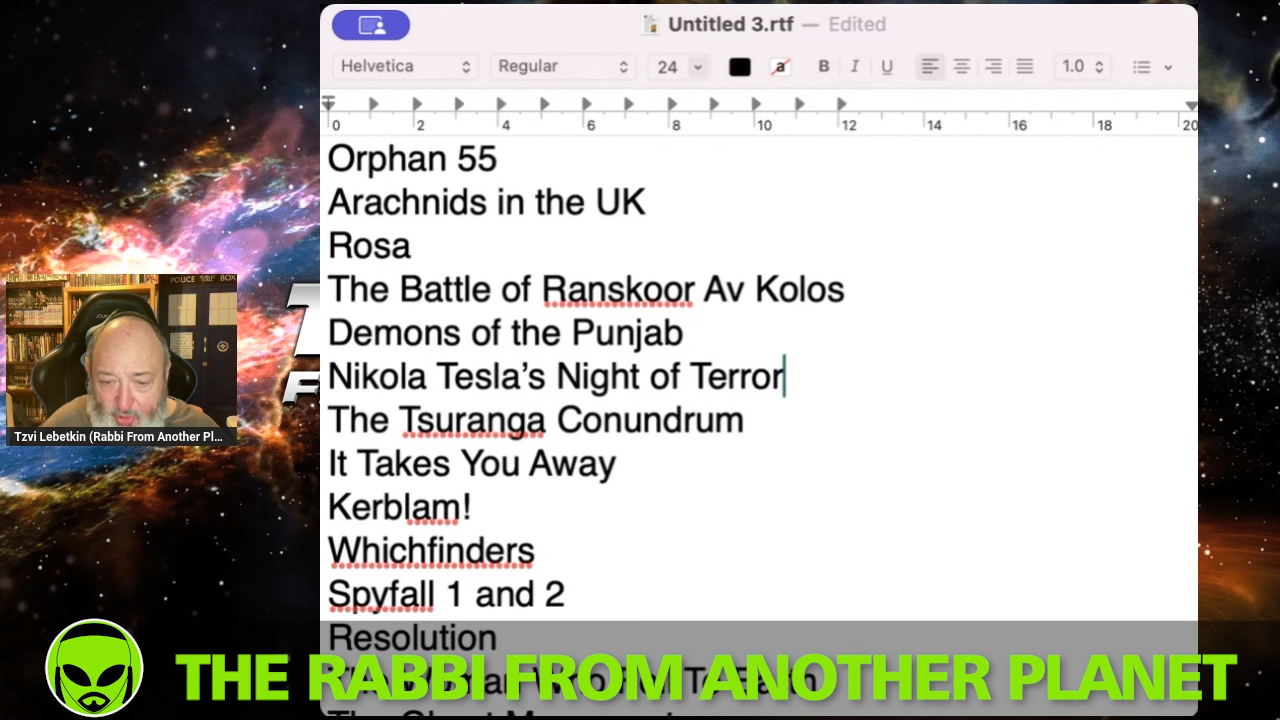 Untitled 3.rtf — Edited
Helvetica Regular 24 a B I U 1.0
0 2 4 6 8 10 12 14 16 18 20
Orphan 55
Arachnids in the UK
Rosa
The Battle of Ranskoor Av Kolos
Demons of the Punjab
Nikola Tesla’s Night of Terror
The Tsuranga Conundrum
It Takes You Away
Kerblam!
Whichfinders
Spyfall 1 and 2
Resolution
POLICE BOX
Tzvi Lebetkin (Rabbi From Another Pl...
THE RABBI FROM ANOTHER PLANET